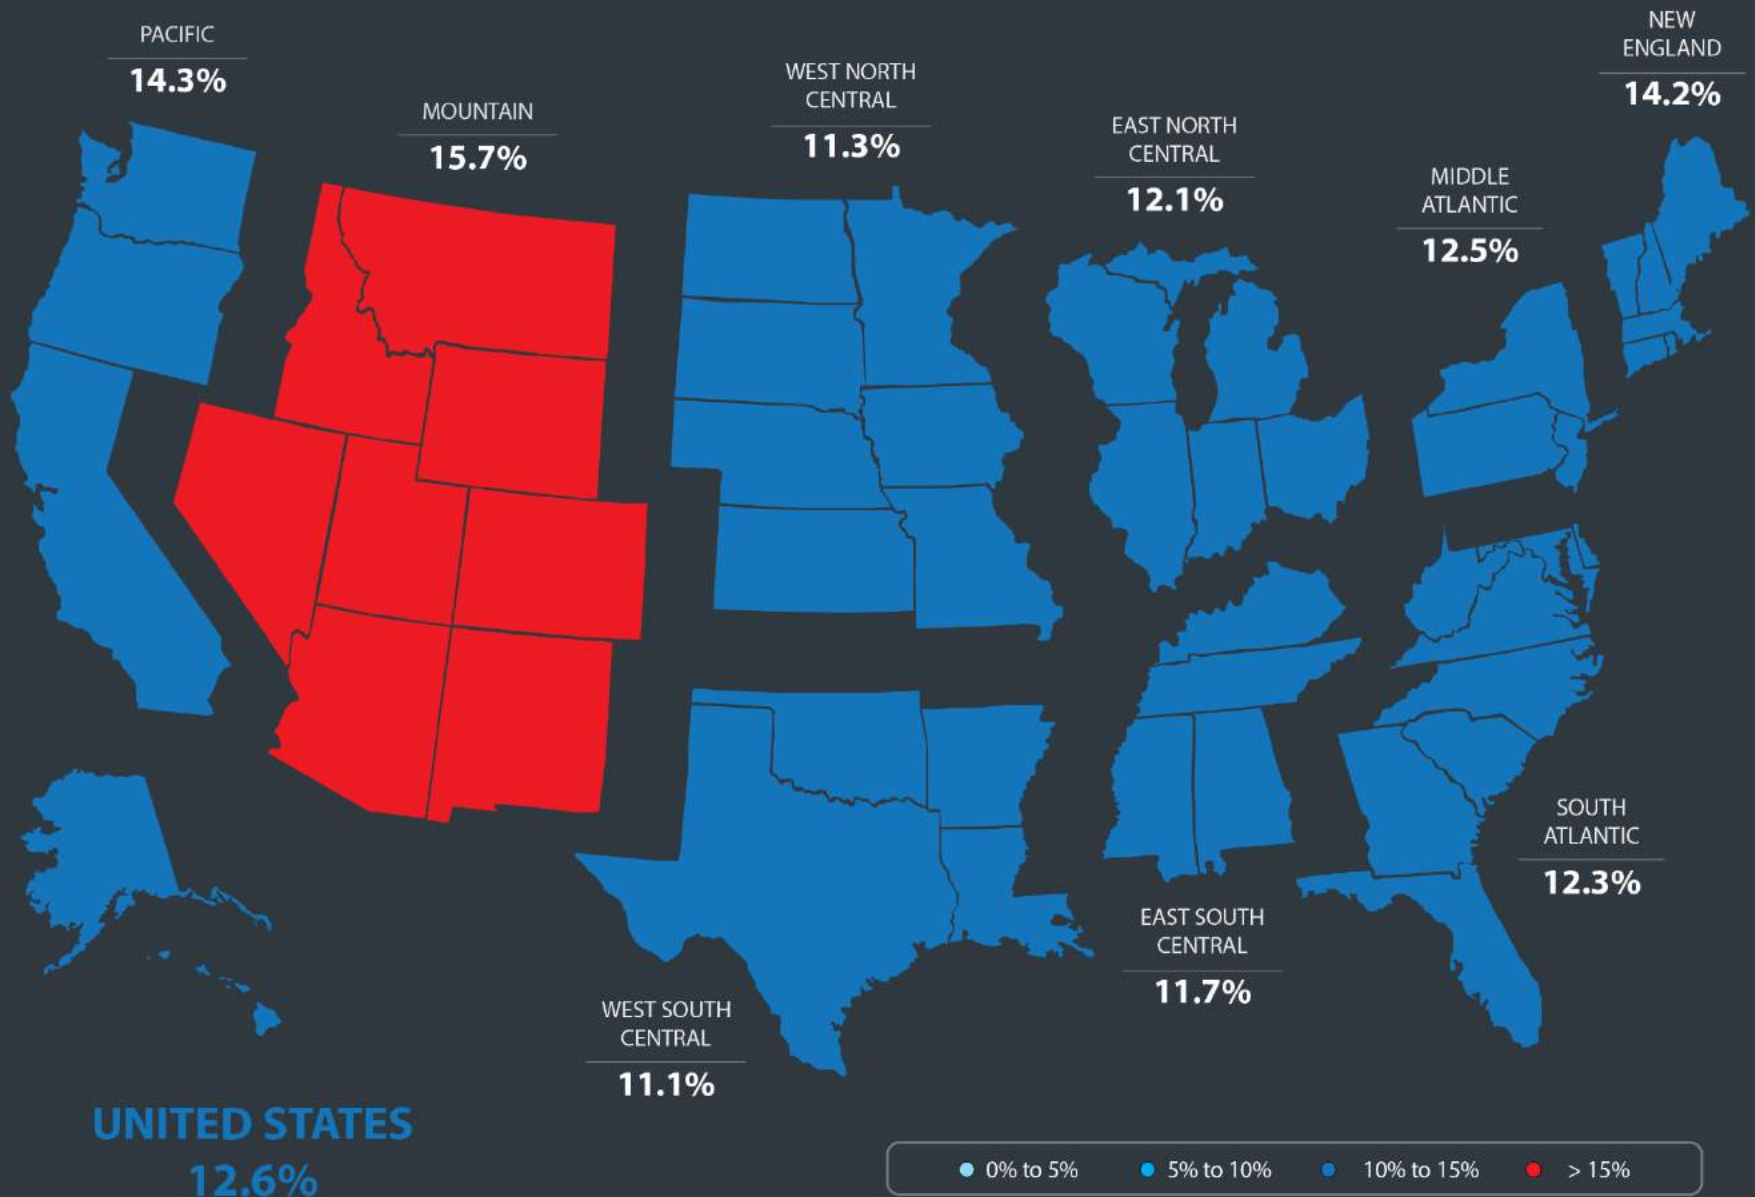 PACIFIC
14.3%
MOUNTAIN
15.7%
WEST NORTH
CENTRAL
11.3%
EAST NORTH
CENTRAL
12.1%
MIDDLE
ATLANTIC
12.5%
NEW
ENGLAND
14.2%
SOUTH
ATLANTIC
12.3%
EAST SOUTH
CENTRAL
11.7%
WEST SOUTH
CENTRAL
11.1%
UNITED STATES
12.6%
0% to 5%
5% to 10%
10% to 15%
> 15%